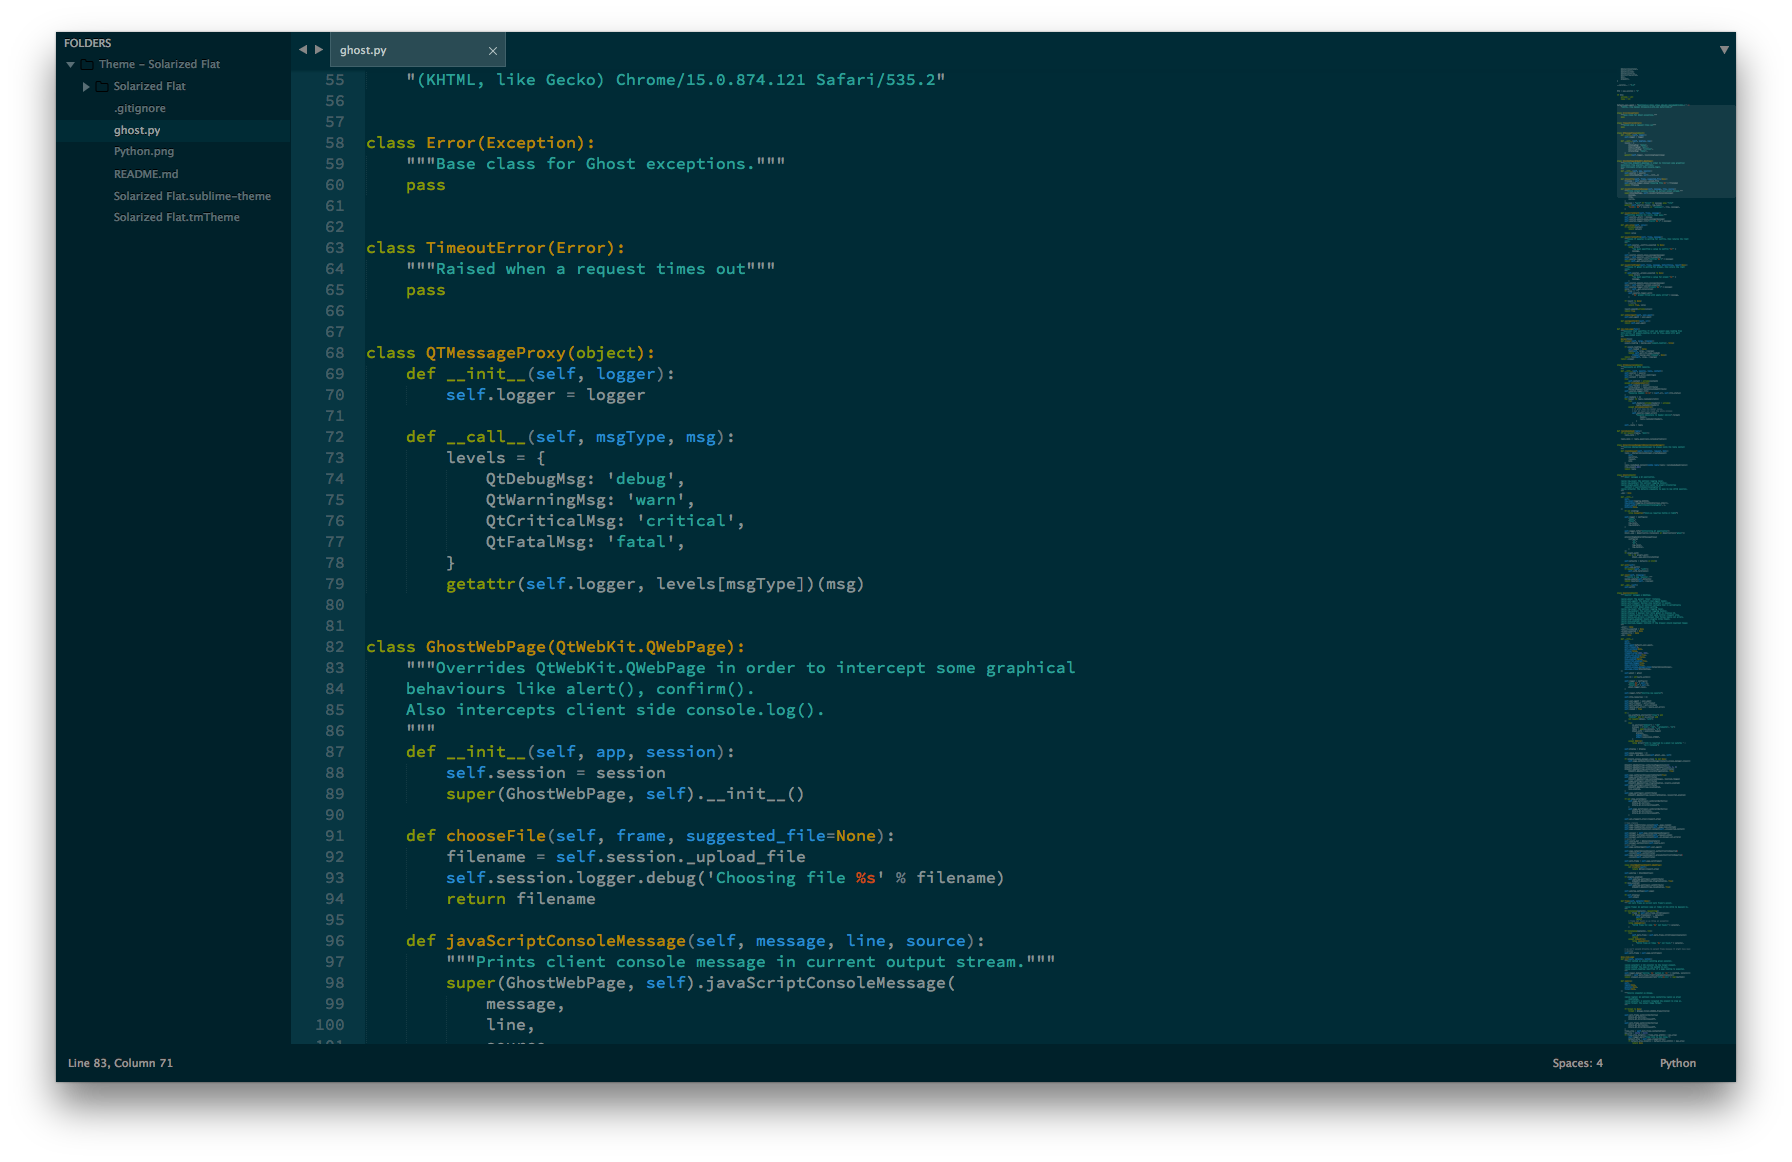 FOLDERS
Theme – Solarized Flat
Solarized Flat
.gitignore
ghost.py
Python.png
README.md
Solarized Flat.sublime-theme
Solarized Flat.tmTheme
ghost.py
55 "(KHTML, like Gecko) Chrome/15.0.874.121 Safari/535.2"
56
57
58 class Error(Exception):
59 """Base class for Ghost exceptions."""
60 pass
61
62
63 class TimeoutError(Error):
64 """Raised when a request times out"""
65 pass
66
67
68 class QTMessageProxy(object):
69 def __init__(self, logger):
70 self.logger = logger
71
72 def __call__(self, msgType, msg):
73 levels = {
74 QtDebugMsg: 'debug',
75 QtWarningMsg: 'warn',
76 QtCriticalMsg: 'critical',
77 QtFatalMsg: 'fatal',
78 }
79 getattr(self.logger, levels[msgType])(msg)
80
81
82 class GhostWebPage(QtWebKit.QWebPage):
83 """Overrides QtWebKit.QWebPage in order to intercept some graphical
84 behaviours like alert(), confirm().
85 Also intercepts client side console.log().
86 """
87 def __init__(self, app, session):
88 self.session = session
89 super(GhostWebPage, self).__init__()
90
91 def chooseFile(self, frame, suggested_file=None):
92 filename = self.session._upload_file
93 self.session.logger.debug('Choosing file %s' % filename)
94 return filename
95
96 def javaScriptConsoleMessage(self, message, line, source):
97 """Prints client console message in current output stream."""
98 super(GhostWebPage, self).javaScriptConsoleMessage(
99 message,
100 line,
Line 83, Column 71
Spaces: 4
Python